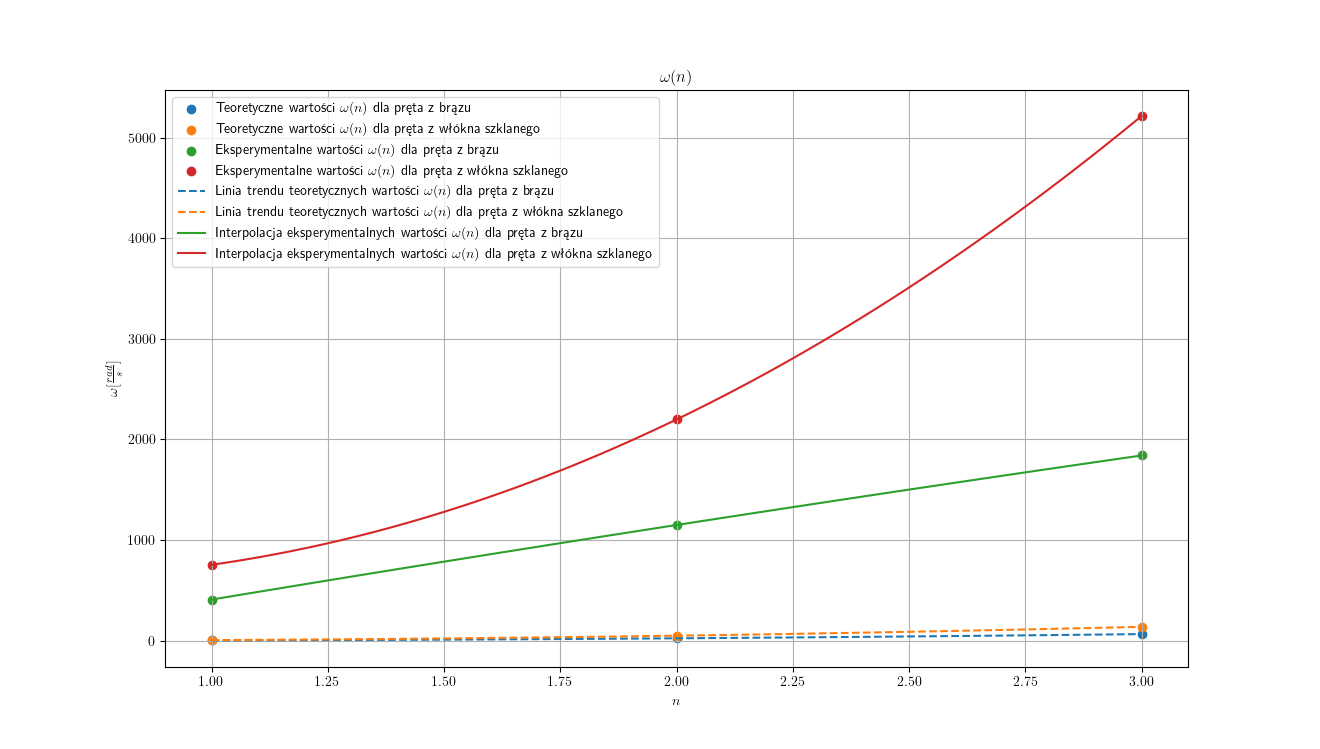 ω(n)
Teoretyczne wartości ω(n) dla pręta z brązu
Teoretyczne wartości ω(n) dla pręta z włókna szklanego
Eksperymentalne wartości ω(n) dla pręta z brązu
Eksperymentalne wartości ω(n) dla pręta z włókna szklanego
Linia trendu teoretycznych wartości ω(n) dla pręta z brązu
Linia trendu teoretycznych wartości ω(n) dla pręta z włókna szklanego
Interpolacja eksperymentalnych wartości ω(n) dla pręta z brązu
Interpolacja eksperymentalnych wartości ω(n) dla pręta z włókna szklanego
5000
4000
3000
2000
1000
0
ω[rad/s]
1.00 1.25 1.50 1.75 2.00 2.25 2.50 2.75 3.00
n